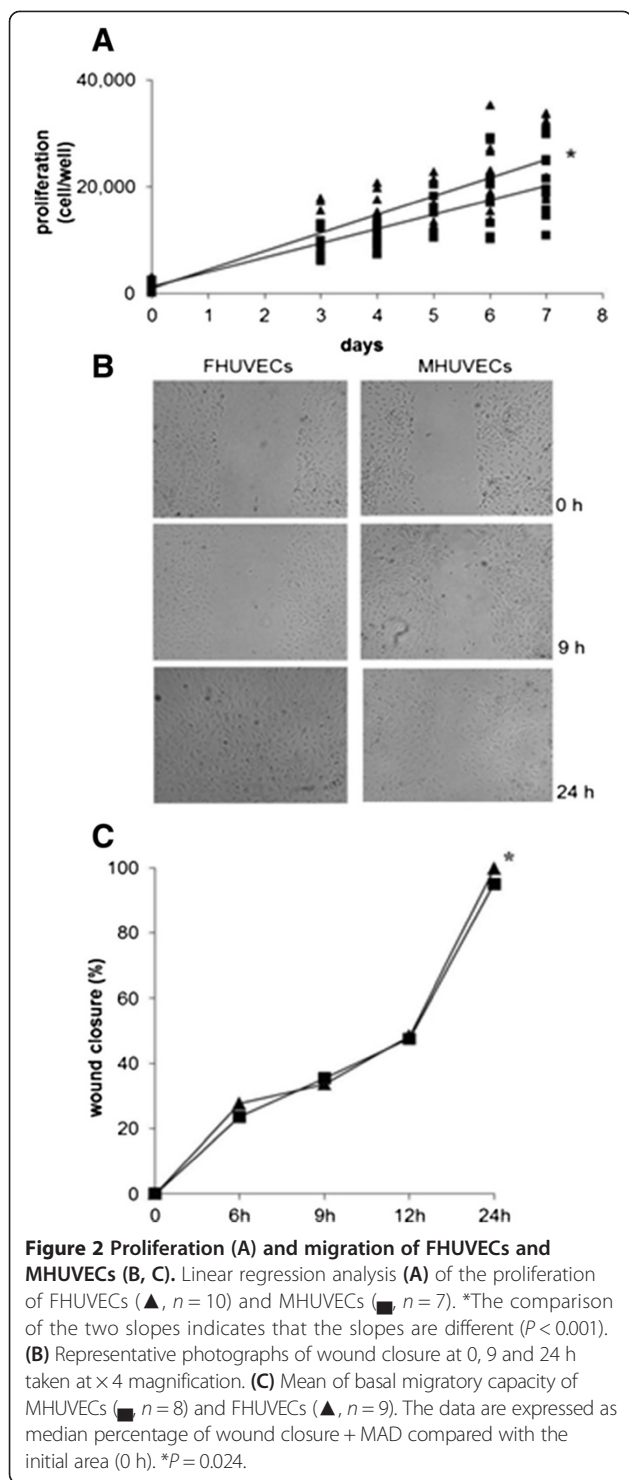 A
40,000
20,000
0
proliferation
(cell/well)
*
0 1 2 3 4 5 6 7 8
days
B
FHUVECs MHUVECs
0 h
9 h
24 h
C
100
80
60
40
20
0
wound closure (%)
*
0 6h 9h 12h 24h
Figure 2 Proliferation (A) and migration of FHUVECs and
MHUVECs (B, C). Linear regression analysis (A) of the proliferation
of FHUVECs (▲, n = 10) and MHUVECs (■, n = 7). *The comparison
of the two slopes indicates that the slopes are different (P < 0.001).
(B) Representative photographs of wound closure at 0, 9 and 24 h
taken at × 4 magnification. (C) Mean of basal migratory capacity of
MHUVECs (■, n = 8) and FHUVECs (▲, n = 9). The data are expressed as
median percentage of wound closure + MAD compared with the
initial area (0 h). *P = 0.024.